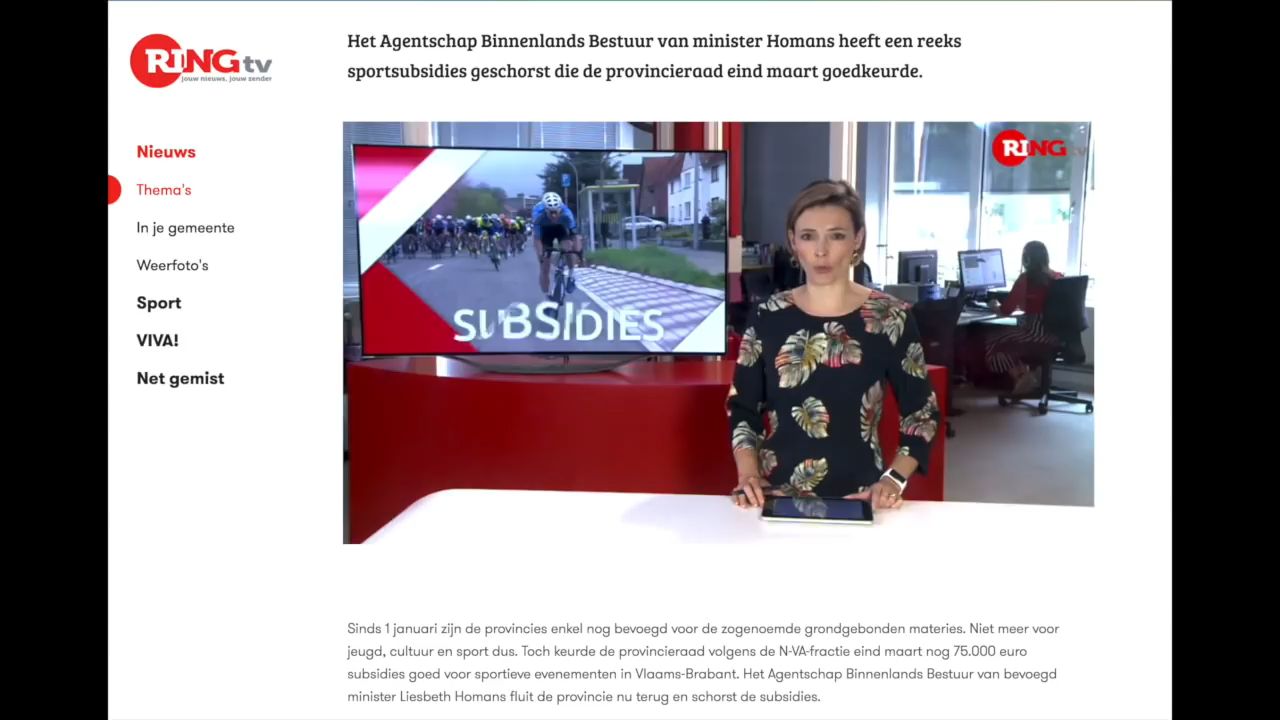 RING tv
jouw nieuws, jouw zender
Het Agentschap Binnenlands Bestuur van minister Homans heeft een reeks
sportsubsidies geschorst die de provincieraad eind maart goedkeurde.
Nieuws
Thema's
In je gemeente
Weerfoto's
Sport
VIVA!
Net gemist
RING tv
SUBSIDIES
Sinds 1 januari zijn de provincies enkel nog bevoegd voor de zogenoemde grondgebonden materies. Niet meer voor
jeugd, cultuur en sport dus. Toch keurde de provincieraad volgens de N-VA-fractie eind maart nog 75.000 euro
subsidies goed voor sportieve evenementen in Vlaams-Brabant. Het Agentschap Binnenlands Bestuur van bevoegd
minister Liesbeth Homans fluit de provincie nu terug en schorst de subsidies.